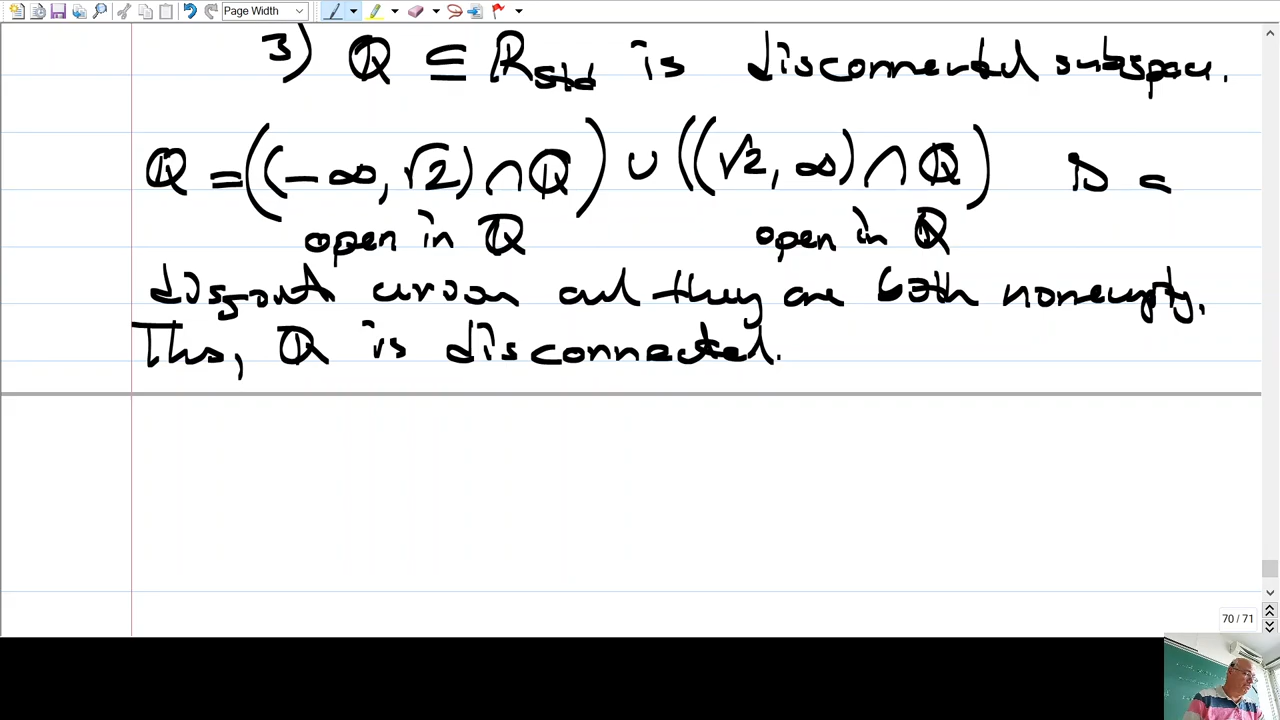 Page Width
3) ℚ ⊆ ℝstd is disconnected subspace.
ℚ = ((-∞, √2) ∩ ℚ) ∪ ((√2, ∞) ∩ ℚ) is a
open in ℚ open in ℚ
disjoint union and they are both nonempty.
Thus, ℚ is disconnected.
70 / 71